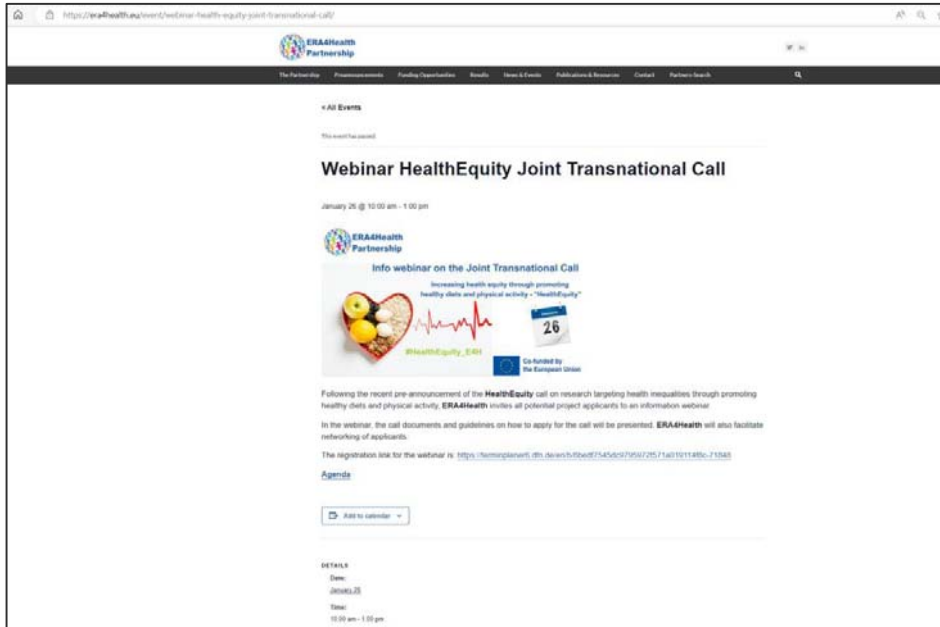 https://era4health.eu/event/webinar-health-equity-joint-transnational-call/
ERA4Health
Partnership
The Partnership Preannouncements Funding Opportunities Results News & Events Publications & Resources Contact Partners Search
< All Events
This event has passed.
Webinar HealthEquity Joint Transnational Call
January 26 @ 10:00 am - 1:00 pm
ERA4Health
Partnership
Info webinar on the Joint Transnational Call
Increasing health equity through promoting
healthy diets and physical activity - "HealthEquity"
26
#HealthEquity_E4H
Co-funded by
the European Union
Following the recent pre-announcement of the HealthEquity call on research targeting health inequalities through promoting
healthy diets and physical activity, ERA4Health invites all potential project applicants to an information webinar.
In the webinar, the call documents and guidelines on how to apply for the call will be presented. ERA4Health will also facilitate
networking of applicants.
The registration link for the webinar is:
Agenda
Add to calendar
DETAILS
Date:
January 26
Time:
10:00 am - 1:00 pm